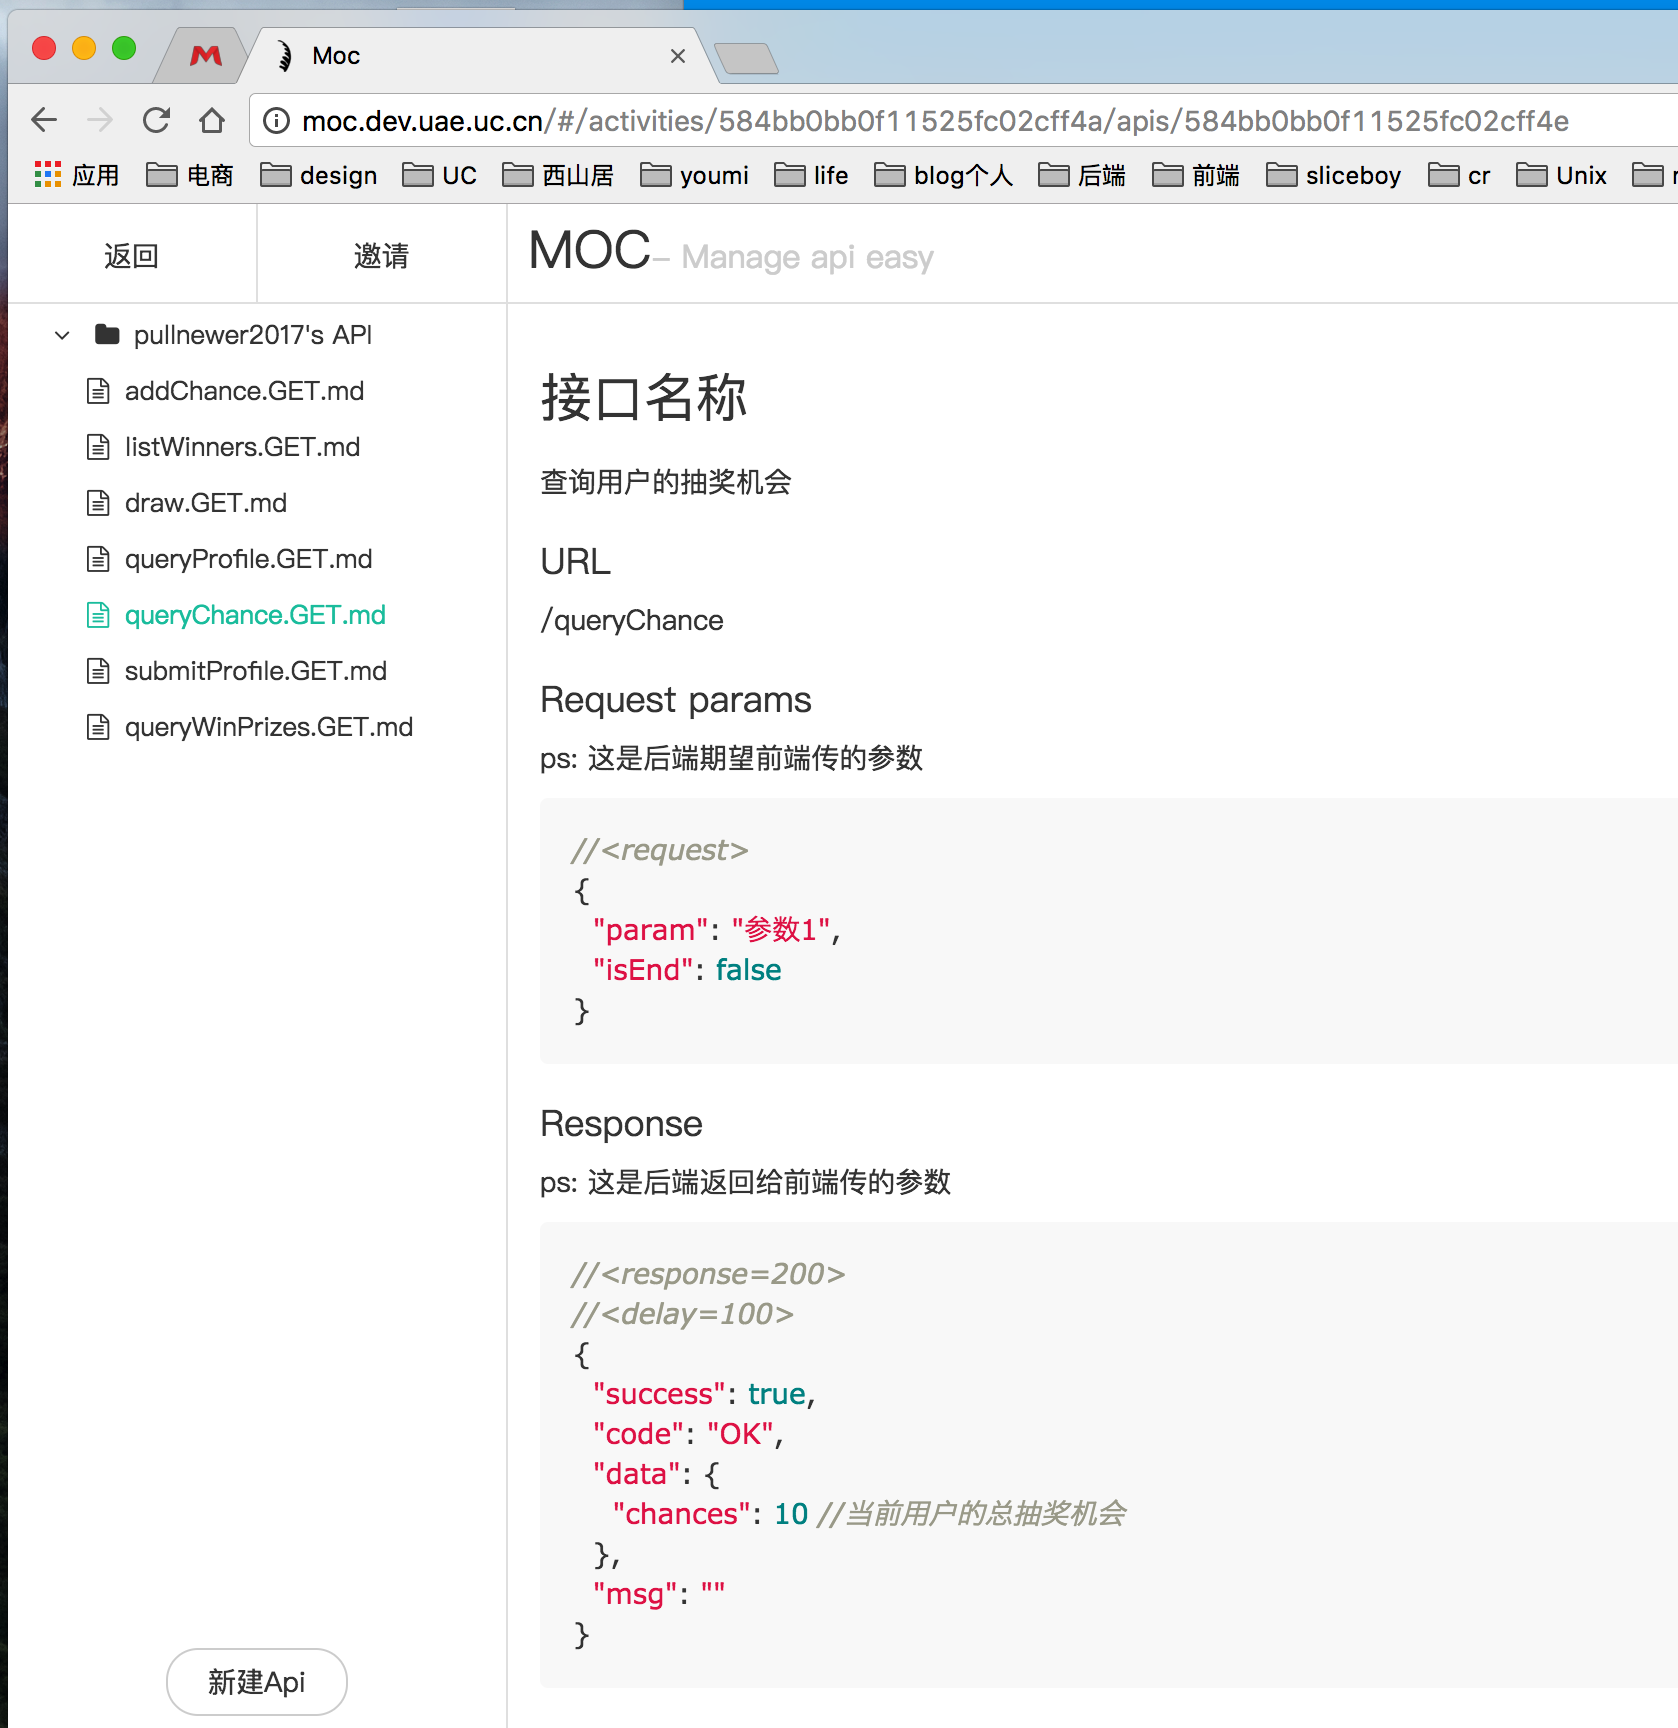 Moc
moc.dev.uae.uc.cn/#/activities/584bb0bb0f11525fc02cff4a/apis/584bb0bb0f11525fc02cff4e
应用 电商 design UC 西山居 youmi life blog个人 后端 前端 sliceboy cr Unix
返回 邀请 MOC– Manage api easy
pullnewer2017's API
addChance.GET.md
listWinners.GET.md
draw.GET.md
queryProfile.GET.md
queryChance.GET.md
submitProfile.GET.md
queryWinPrizes.GET.md
新建Api
接口名称
查询用户的抽奖机会
URL
/queryChance
Request params
ps: 这是后端期望前端传的参数
//<request>
{
"param": "参数1",
"isEnd": false
}
Response
ps: 这是后端返回给前端传的参数
//<response=200>
//<delay=100>
{
"success": true,
"code": "OK",
"data": {
"chances": 10 //当前用户的总抽奖机会
},
"msg": ""
}